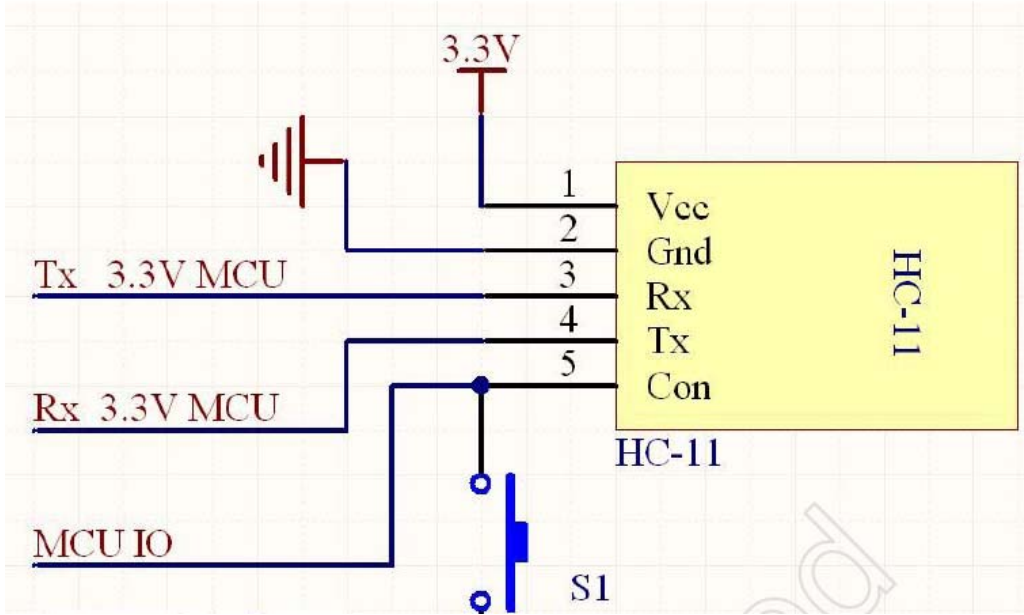 3.3V
1
Vcc
2
Gnd
Tx 3.3V MCU
3
Rx
HC-11
4
Tx
5
Con
Rx 3.3V MCU
HC-11
MCU IO
S1